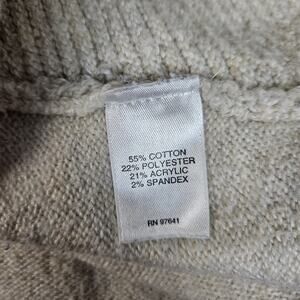 55% COTTON
22% POLYESTER
21% ACRYLIC
2% SPANDEX
RN 97641